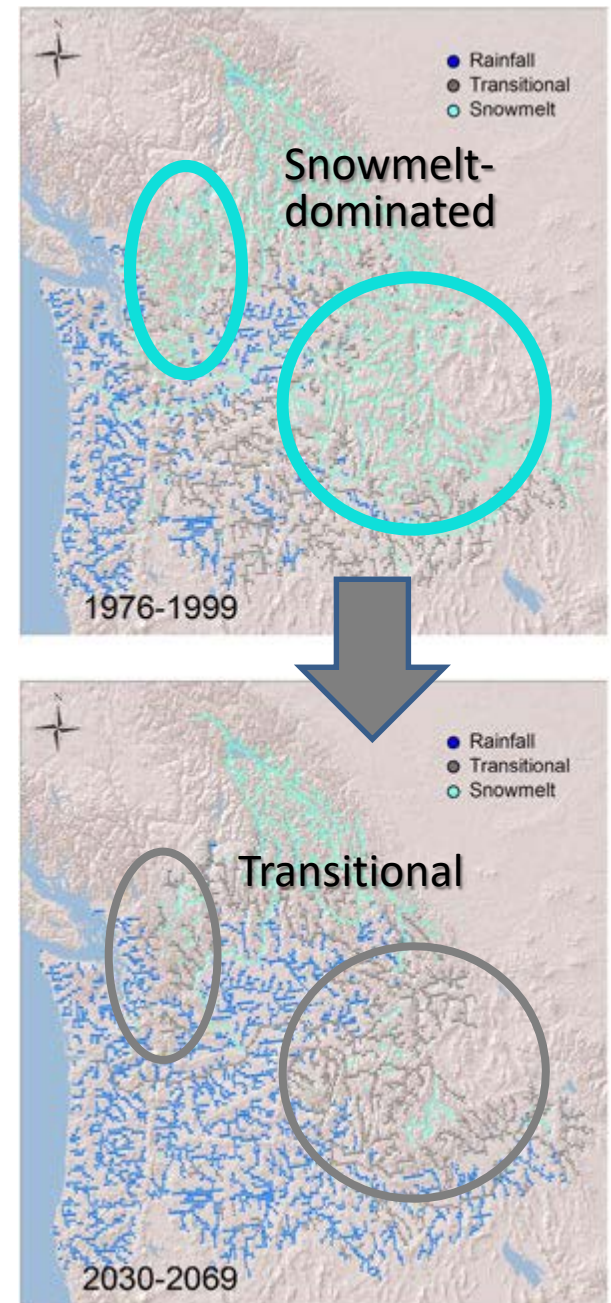 N
Rainfall
Transitional
Snowmelt
Snowmelt-
dominated
1976-1999
N
Rainfall
Transitional
Snowmelt
Transitional
2030-2069